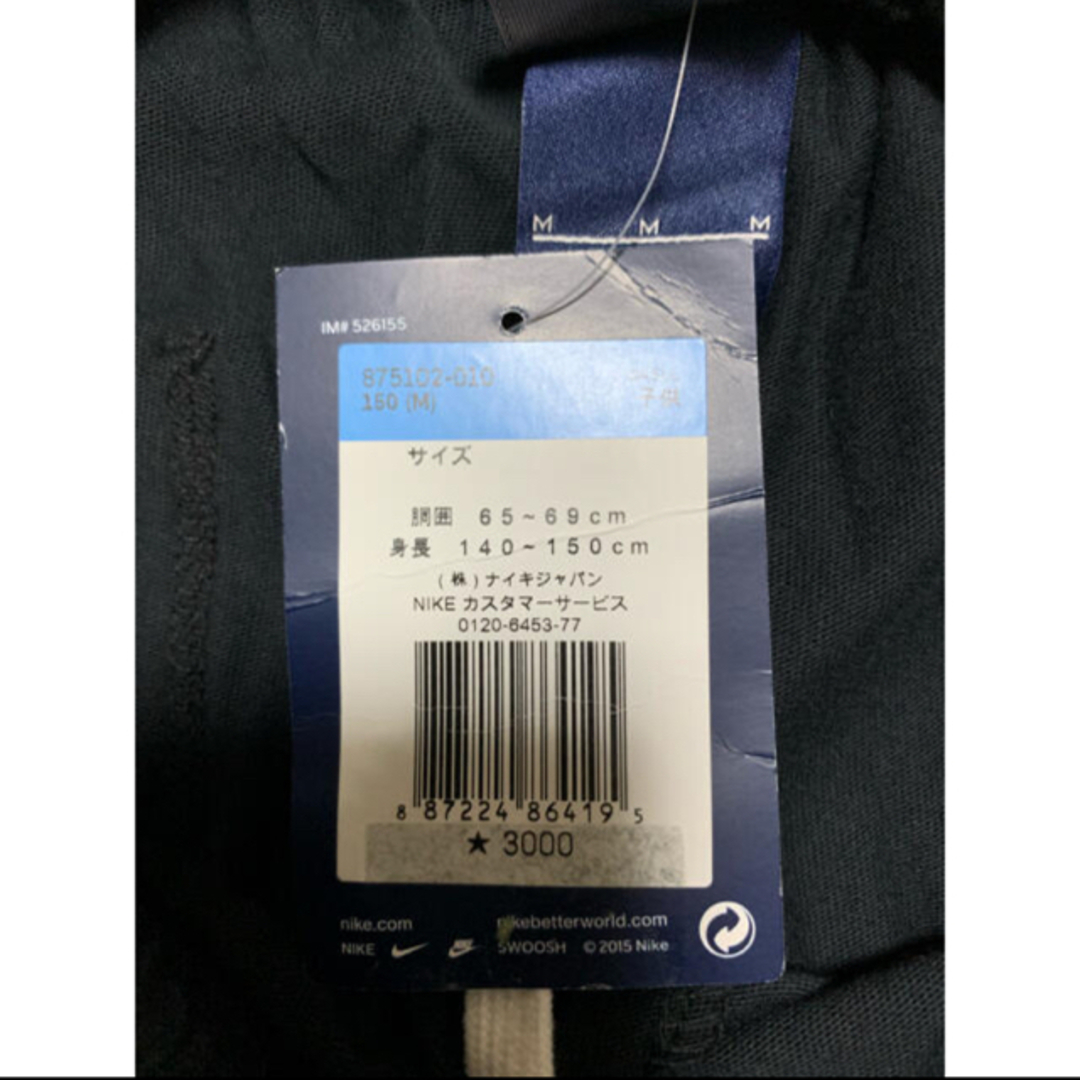 M M M
IM# 526155
875102-010
150 (M)
子供
サイズ
胴囲 65~69cm
身長 140~150cm
(株)ナイキジャパン
NIKE カスタマーサービス
0120-6453-77
8 87224 86419 5
★ 3000
nike.com nikebetterworld.com
NIKE SWOOSH © 2015 Nike